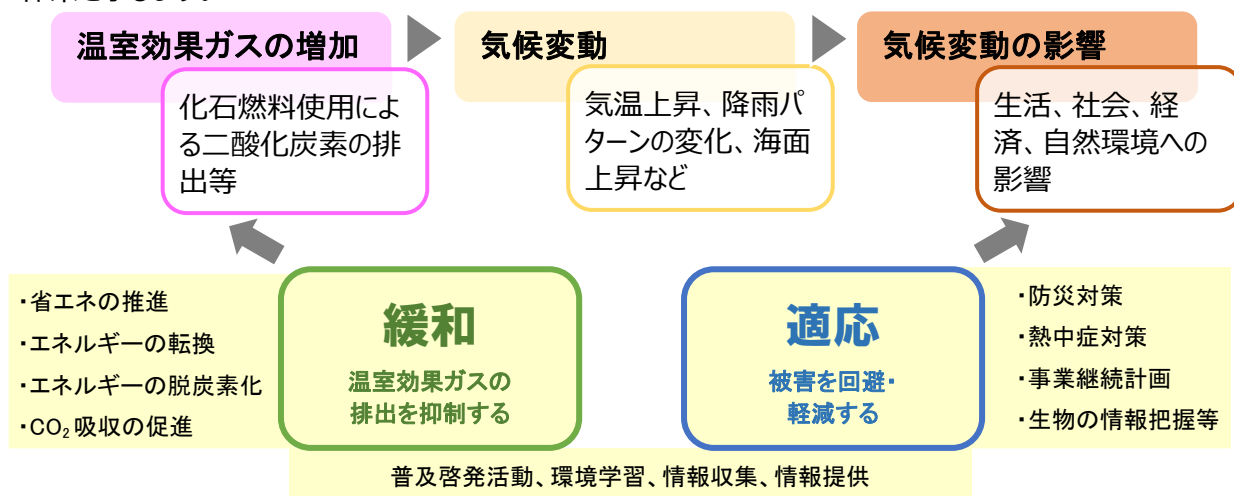 温室効果ガスの増加
気候変動
気候変動の影響
化石燃料使用によ
る二酸化炭素の排
出等
気温上昇、降雨パ
ターンの変化、海面
上昇など
生活、社会、経
済、自然環境への
影響
・省エネの推進
・エネルギーの転換
・エネルギーの脱炭素化
・CO₂吸収の促進
緩和
温室効果ガスの
排出を抑制する
適応
被害を回避・
軽減する
・防災対策
・熱中症対策
・事業継続計画
・生物の情報把握等
普及啓発活動、環境学習、情報収集、情報提供